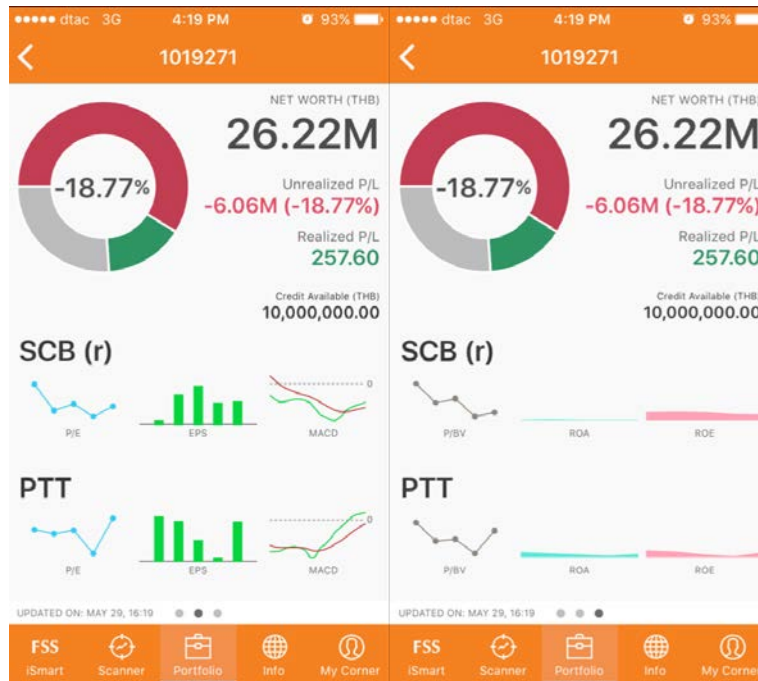 dtac 3G 4:19 PM 93%
1019271
NET WORTH (THB)
26.22M
-18.77%
Unrealized P/L
-6.06M (-18.77%)
Realized P/L
257.60
Credit Available (THB)
10,000,000.00
SCB (r)
0
P/E EPS MACD
PTT
0
P/E EPS MACD
UPDATED ON: MAY 29, 16:19
FSS
iSmart Scanner Portfolio Info My Corner
dtac 3G 4:19 PM 93%
1019271
NET WORTH (THB)
26.22M
-18.77%
Unrealized P/L
-6.06M (-18.77%)
Realized P/L
257.60
Credit Available (THB)
10,000,000.00
SCB (r)
P/BV ROA ROE
PTT
P/BV ROA ROE
UPDATED ON: MAY 29, 16:19
FSS
iSmart Scanner Portfolio Info My Corner